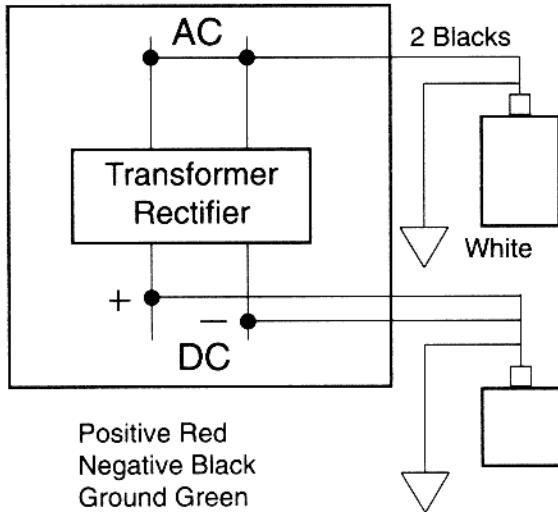 AC
2 Blacks
Transformer
Rectifier
White
+
−
DC
Positive Red
Negative Black
Ground Green